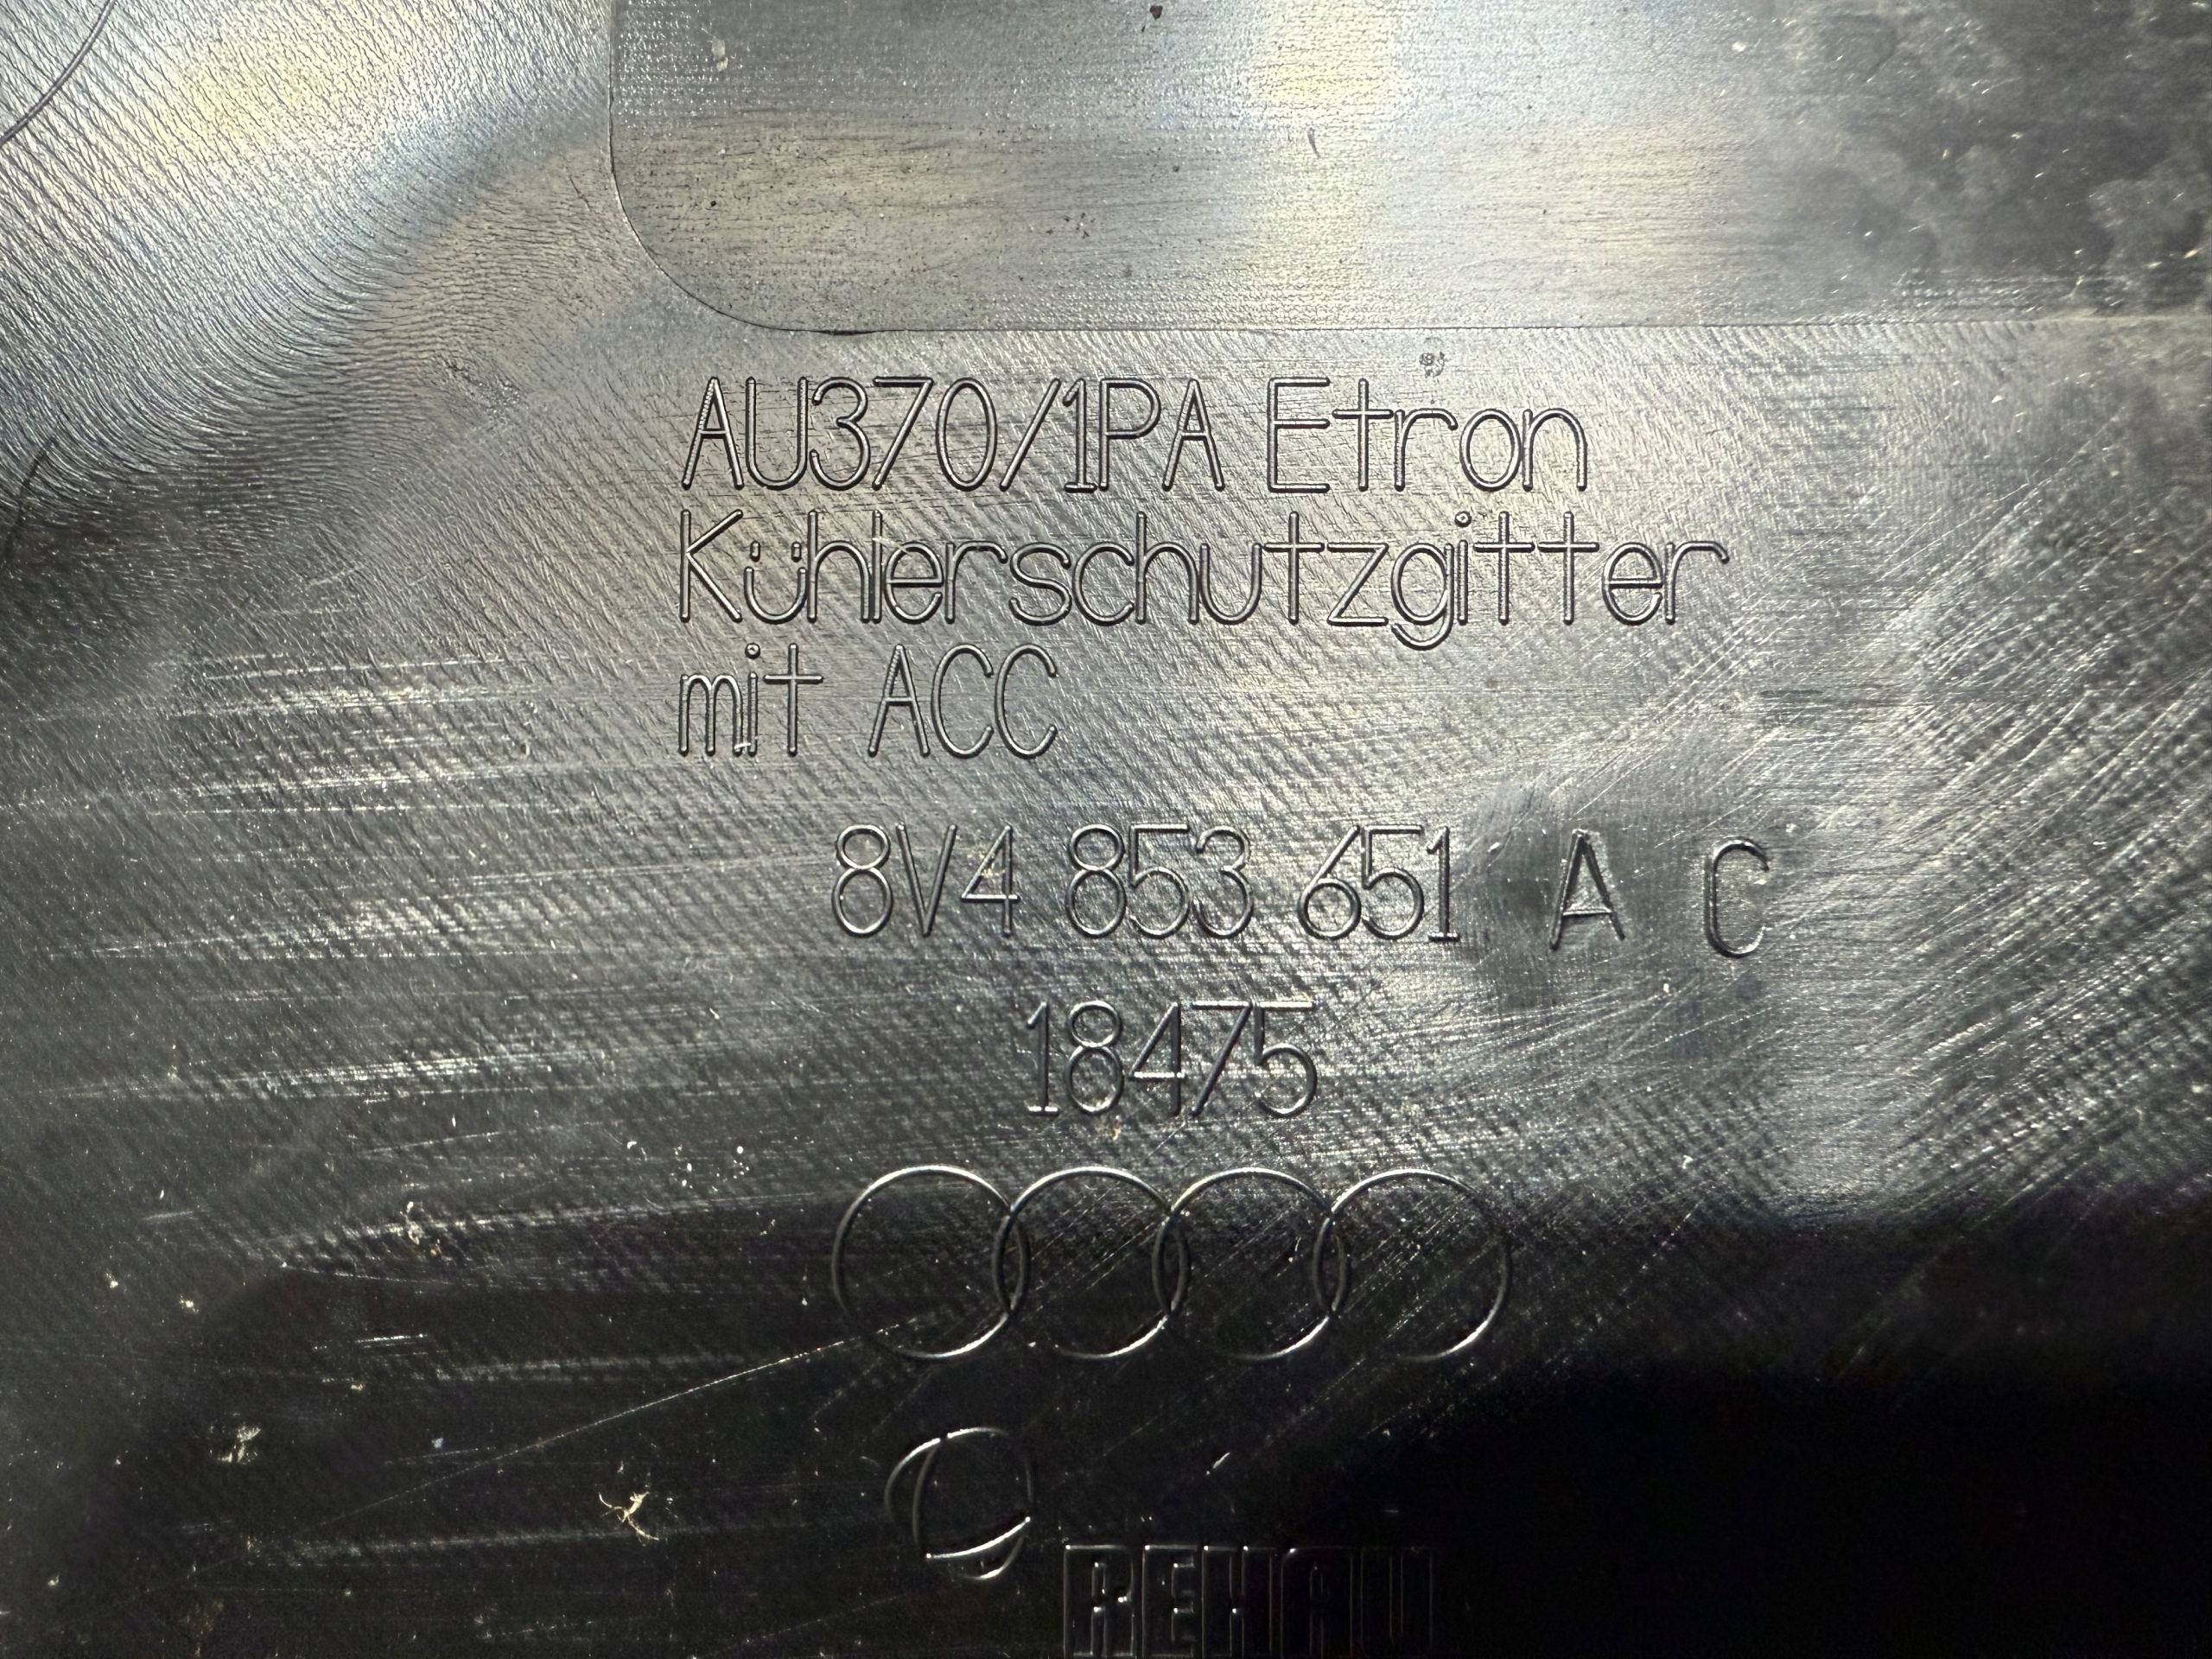 AU370/1PA Etron
Kühlerschutzgitter
mit ACC
8V4 853 651 A C
18475
REHAU